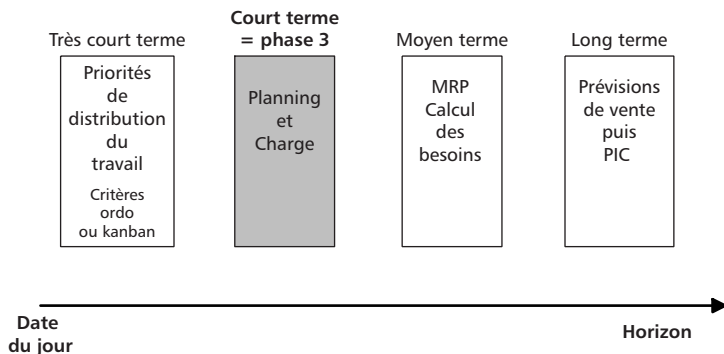 Très court terme
Priorités
de
distribution
du
travail
Critères
ordo
ou kanban
Court terme
= phase 3
Planning
et
Charge
Moyen terme
MRP
Calcul
des
besoins
Long terme
Prévisions
de vente
puis
PIC
Date
du jour
Horizon